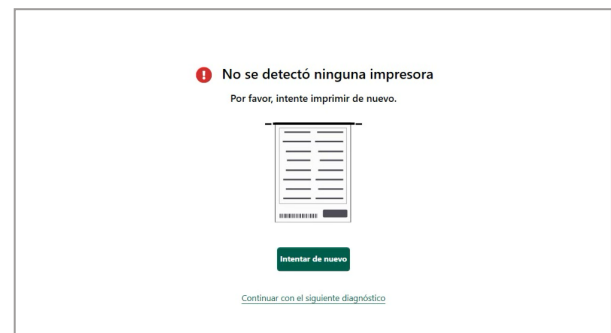 No se detectó ninguna impresora
Por favor, intente imprimir de nuevo.
Intentar de nuevo
Continuar con el siguiente diagnóstico